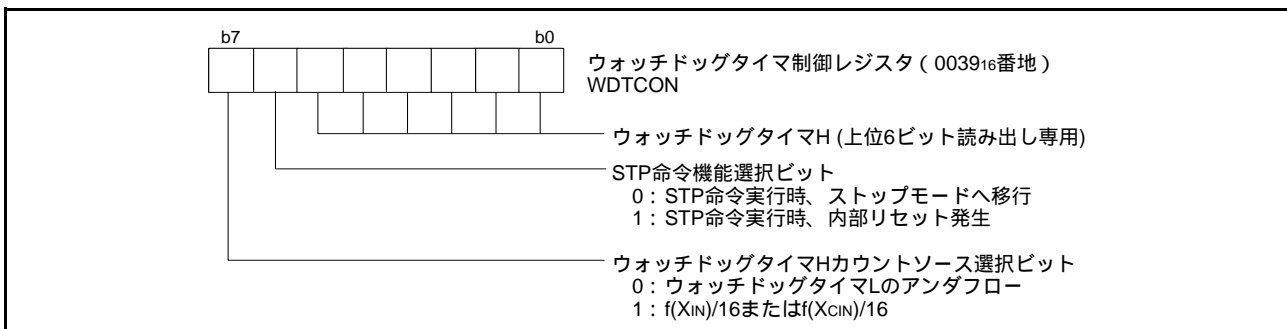 b7 b0
ウォッチドッグタイマ制御レジスタ（003916番地）
WDTCON
ウォッチドッグタイマH (上位6ビット読み出し専用)
STP命令機能選択ビット
0：STP命令実行時、ストップモードへ移行
1：STP命令実行時、内部リセット発生
ウォッチドッグタイマHカウントソース選択ビット
0：ウォッチドッグタイマLのアンダフロー
1：f(XIN)/16またはf(XCIN)/16